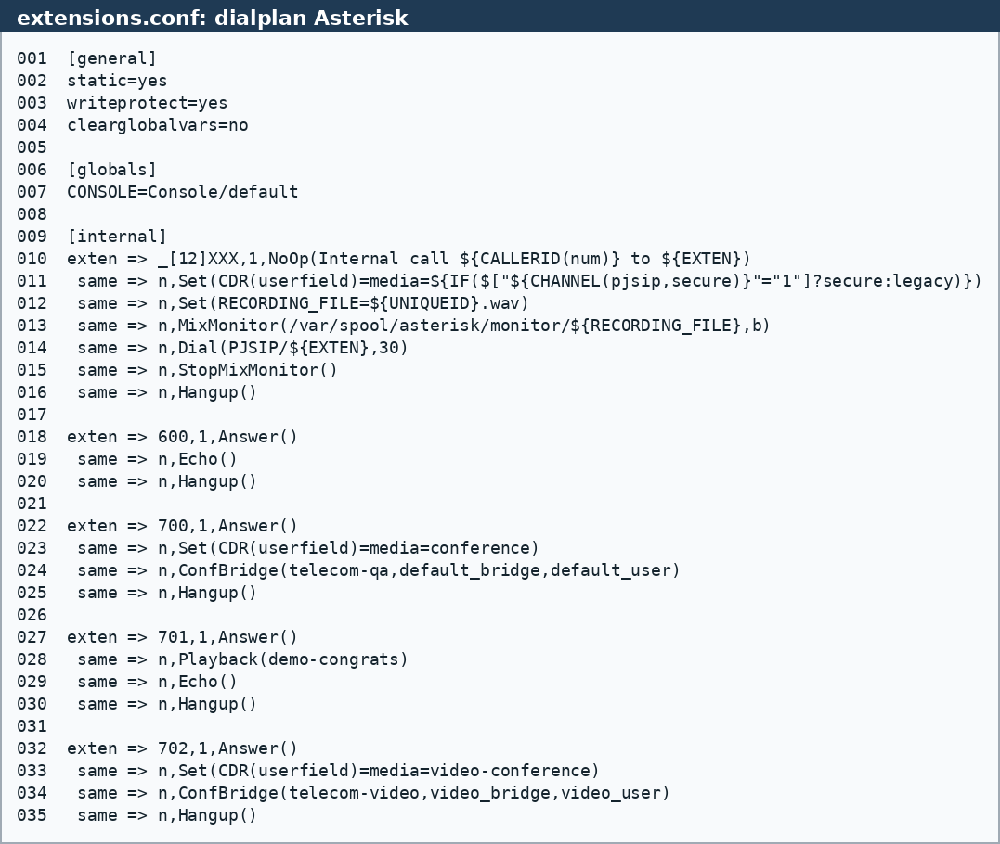 extensions.conf: dialplan Asterisk
001  [general]
002  static=yes
003  writeprotect=yes
004  clearglobalvars=no
005
006  [globals]
007  CONSOLE=Console/default
008
009  [internal]
010  exten => _[12]XXX,1,NoOp(Internal call ${CALLERID(num)} to ${EXTEN})
011   same => n,Set(CDR(userfield)=media=${IF($["${CHANNEL(pjsip,secure)}"="1"]?secure:legacy)})
012   same => n,Set(RECORDING_FILE=${UNIQUEID}.wav)
013   same => n,MixMonitor(/var/spool/asterisk/monitor/${RECORDING_FILE},b)
014   same => n,Dial(PJSIP/${EXTEN},30)
015   same => n,StopMixMonitor()
016   same => n,Hangup()
017
018  exten => 600,1,Answer()
019   same => n,Echo()
020   same => n,Hangup()
021
022  exten => 700,1,Answer()
023   same => n,Set(CDR(userfield)=media=conference)
024   same => n,ConfBridge(telecom-qa,default_bridge,default_user)
025   same => n,Hangup()
026
027  exten => 701,1,Answer()
028   same => n,Playback(demo-congrats)
029   same => n,Echo()
030   same => n,Hangup()
031
032  exten => 702,1,Answer()
033   same => n,Set(CDR(userfield)=media=video-conference)
034   same => n,ConfBridge(telecom-video,video_bridge,video_user)
035   same => n,Hangup()